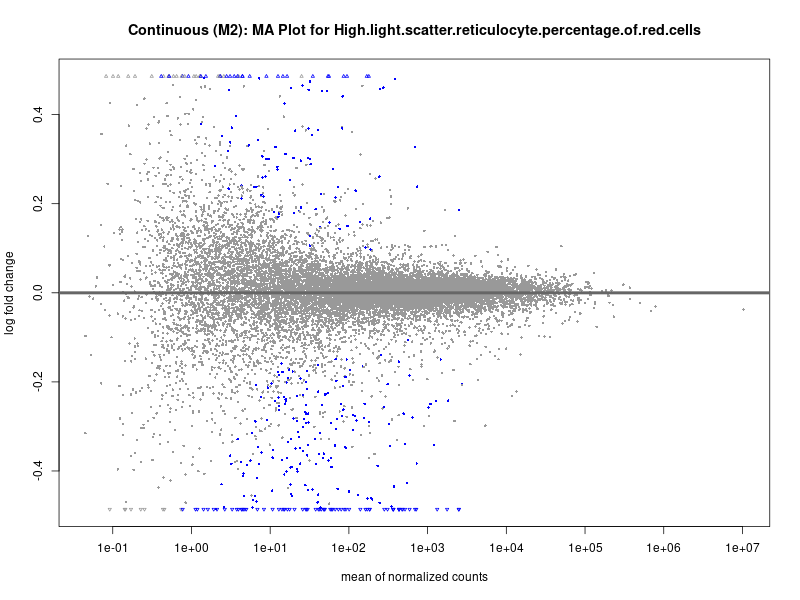 Continuous (M2): MA Plot for High.light.scatter.reticulocyte.percentage.of.red.cells
log fold change
0.4
0.2
0.0
-0.2
-0.4
1e-01 1e+00 1e+01 1e+02 1e+03 1e+04 1e+05 1e+06 1e+07
mean of normalized counts